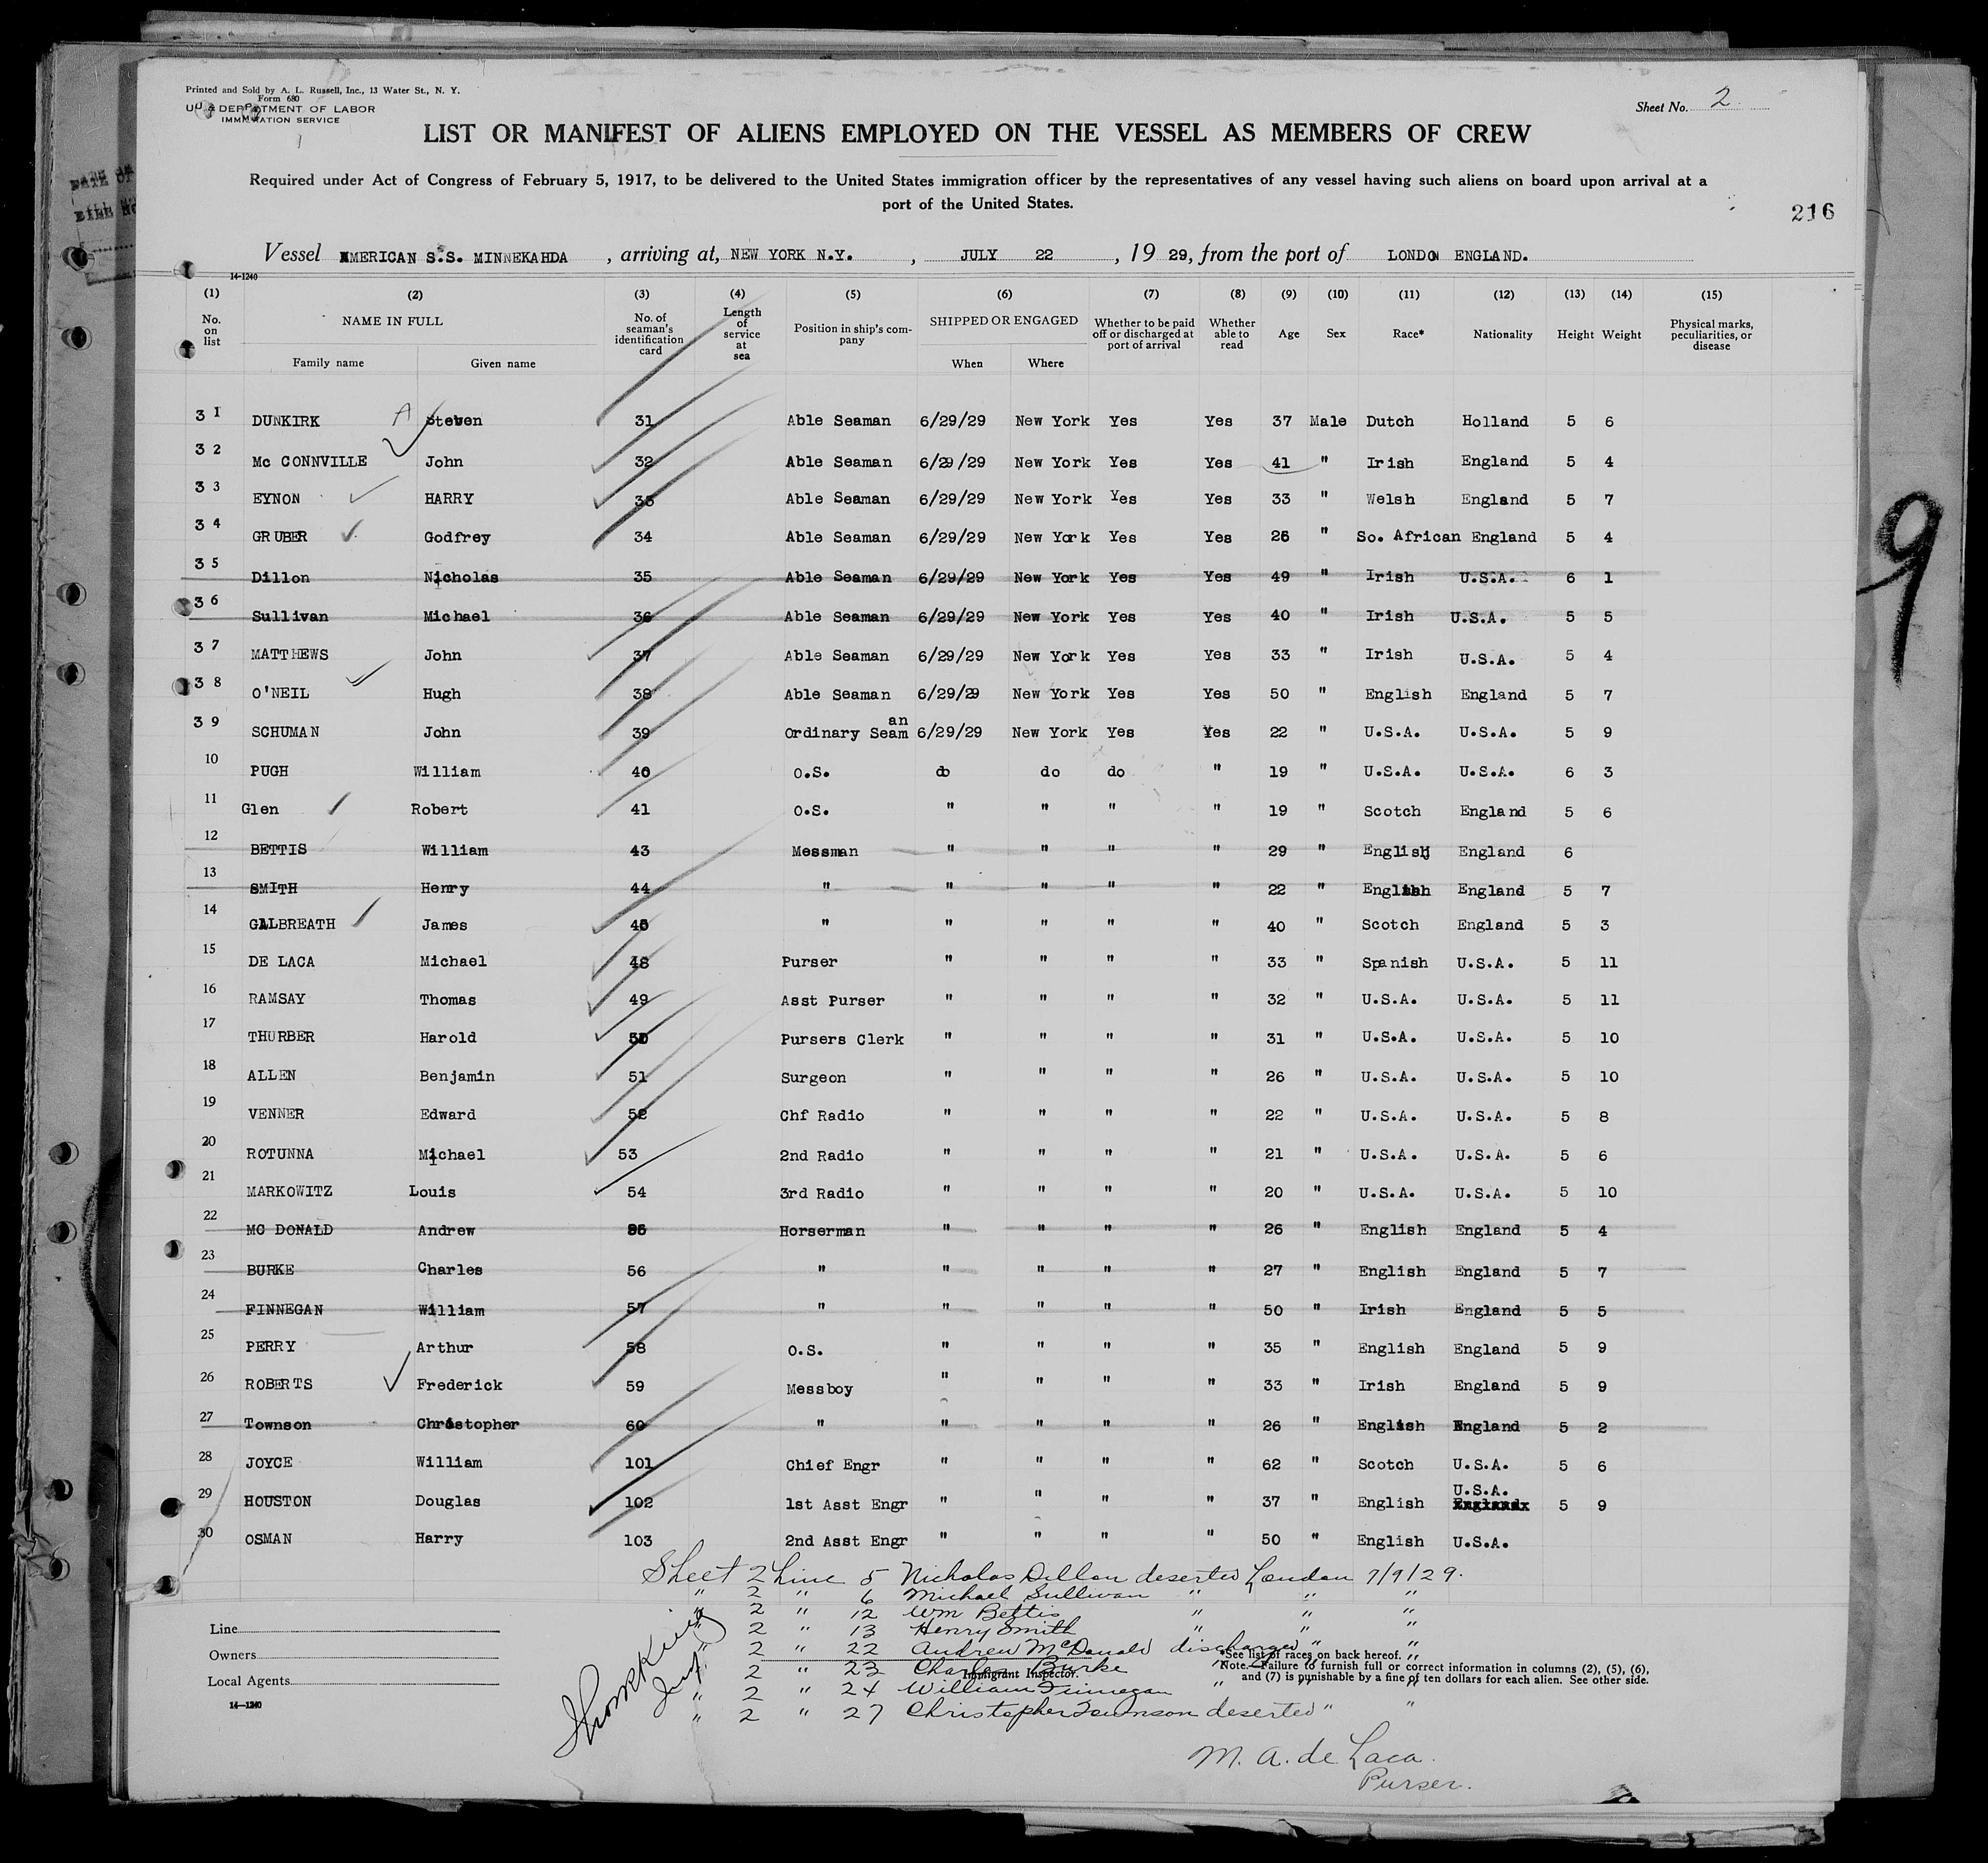 Printed and Sold by A. L. Russell, Inc., 13 Water St., N. Y.
Form 680
U. S. DEPARTMENT OF LABOR
IMMIGRATION SERVICE
Sheet No. 2
LIST OR MANIFEST OF ALIENS EMPLOYED ON THE VESSEL AS MEMBERS OF CREW
Required under Act of Congress of February 5, 1917, to be delivered to the United States immigration officer by the representatives of any vessel having such aliens on board upon arrival at a
port of the United States.
216
Vessel AMERICAN S.S. MINNEKAHDA , arriving at, NEW YORK N.Y. , JULY 22 , 19 29, from the port of LONDON ENGLAND.
14-1240
(1) (2) (3) (4) (5) (6) (7) (8) (9) (10) (11) (12) (13) (14) (15)
No. on list NAME IN FULL Family name Given name No. of seaman's identification card Length of service at sea Position in ship's company SHIPPED OR ENGAGED When Where Whether to be paid off or discharged at port of arrival Whether able to read Age Sex Race* Nationality Height Weight Physical marks, peculiarities, or disease
3 1 DUNKIRK A Steven 31 Able Seaman 6/29/29 New York Yes Yes 37 Male Dutch Holland 5 6
3 2 Mc CONNVILLE John 32 Able Seaman 6/29/29 New York Yes Yes 41 " Irish England 5 4
3 3 EYNON HARRY 33 Able Seaman 6/29/29 New York Yes Yes 33 " Welsh England 5 7
3 4 GRUBER Godfrey 34 Able Seaman 6/29/29 New York Yes Yes 26 " So. African England 5 4
3 5 Dillon Nicholas 35 Able Seaman 6/29/29 New York Yes Yes 49 " Irish U.S.A. 6 1
3 6 Sullivan Michael 36 Able Seaman 6/29/29 New York Yes Yes 40 " Irish U.S.A. 5 5
3 7 MATTHEWS John 37 Able Seaman 6/29/29 New York Yes Yes 33 " Irish U.S.A. 5 4
3 8 O'NEIL Hugh 38 Able Seaman 6/29/29 New York Yes Yes 50 " English England 5 7
3 9 SCHUMAN John 39 Ordinary Seaman 6/29/29 New York Yes Yes 22 " U.S.A. U.S.A. 5 9
10 PUGH William 40 O.S. do do do " 19 " U.S.A. U.S.A. 6 3
11 Glen Robert 41 O.S. " " " " 19 " Scotch England 5 6
12 BETTIS William 43 Messman " " " " 29 " English England 6
13 SMITH Henry 44 " " " " " 22 " English England 5 7
14 GALBREATH James 45 " " " " " 40 " Scotch England 5 3
15 DE LACA Michael 48 Purser " " " " 33 " Spanish U.S.A. 5 11
16 RAMSAY Thomas 49 Asst Purser " " " " 32 " U.S.A. U.S.A. 5 11
17 THURBER Harold 50 Pursers Clerk " " " " 31 " U.S.A. U.S.A. 5 10
18 ALLEN Benjamin 51 Surgeon " " " " 26 " U.S.A. U.S.A. 5 10
19 VENNER Edward 52 Chf Radio " " " " 22 " U.S.A. U.S.A. 5 8
20 ROTUNNA Michael 53 2nd Radio " " " " 21 " U.S.A. U.S.A. 5 6
21 MARKOWITZ Louis 54 3rd Radio " " " " 20 " U.S.A. U.S.A. 5 10
22 MC DONALD Andrew Horserman " " " " 26 " English England 5 4
23 BURKE Charles 56 " " " " " 27 " English England 5 7
24 FINNEGAN William 57 " " " " " 50 " Irish England 5 5
25 PERRY Arthur 58 O.S. " " " " 35 " English England 5 9
26 ROBERTS Frederick 59 Messboy " " " " 33 " Irish England 5 9
27 Townson Christopher 60 " " " " " 26 " English England 5 2
28 JOYCE William 101 Chief Engr " " " " 62 " Scotch U.S.A. 5 6
29 HOUSTON Douglas 102 1st Asst Engr " " " " 37 " English U.S.A. England 5 9
30 OSMAN Harry 103 2nd Asst Engr " " " " 50 " English U.S.A.
Sheet 2 Line 5 Nicholas Dillon deserted London 7/9/29.
" 2 " 6 Michael Sullivan " " "
" 2 " 12 Wm Bettis " " "
" 2 " 13 Henry Smith " " "
" 2 " 22 Andrew McDonald discharged " "
" 2 " 23 Charles Burke " " "
" 2 " 24 William Finnegan " " "
" 2 " 27 Christopher Townson deserted " "
Line
Owners
Local Agents
14-1240
Immigrant Inspector.
*See list of races on back hereof.
Note.—Failure to furnish full or correct information in columns (2), (5), (6),
and (7) is punishable by a fine of ten dollars for each alien. See other side.
M. A. de Laca.
Purser.
9